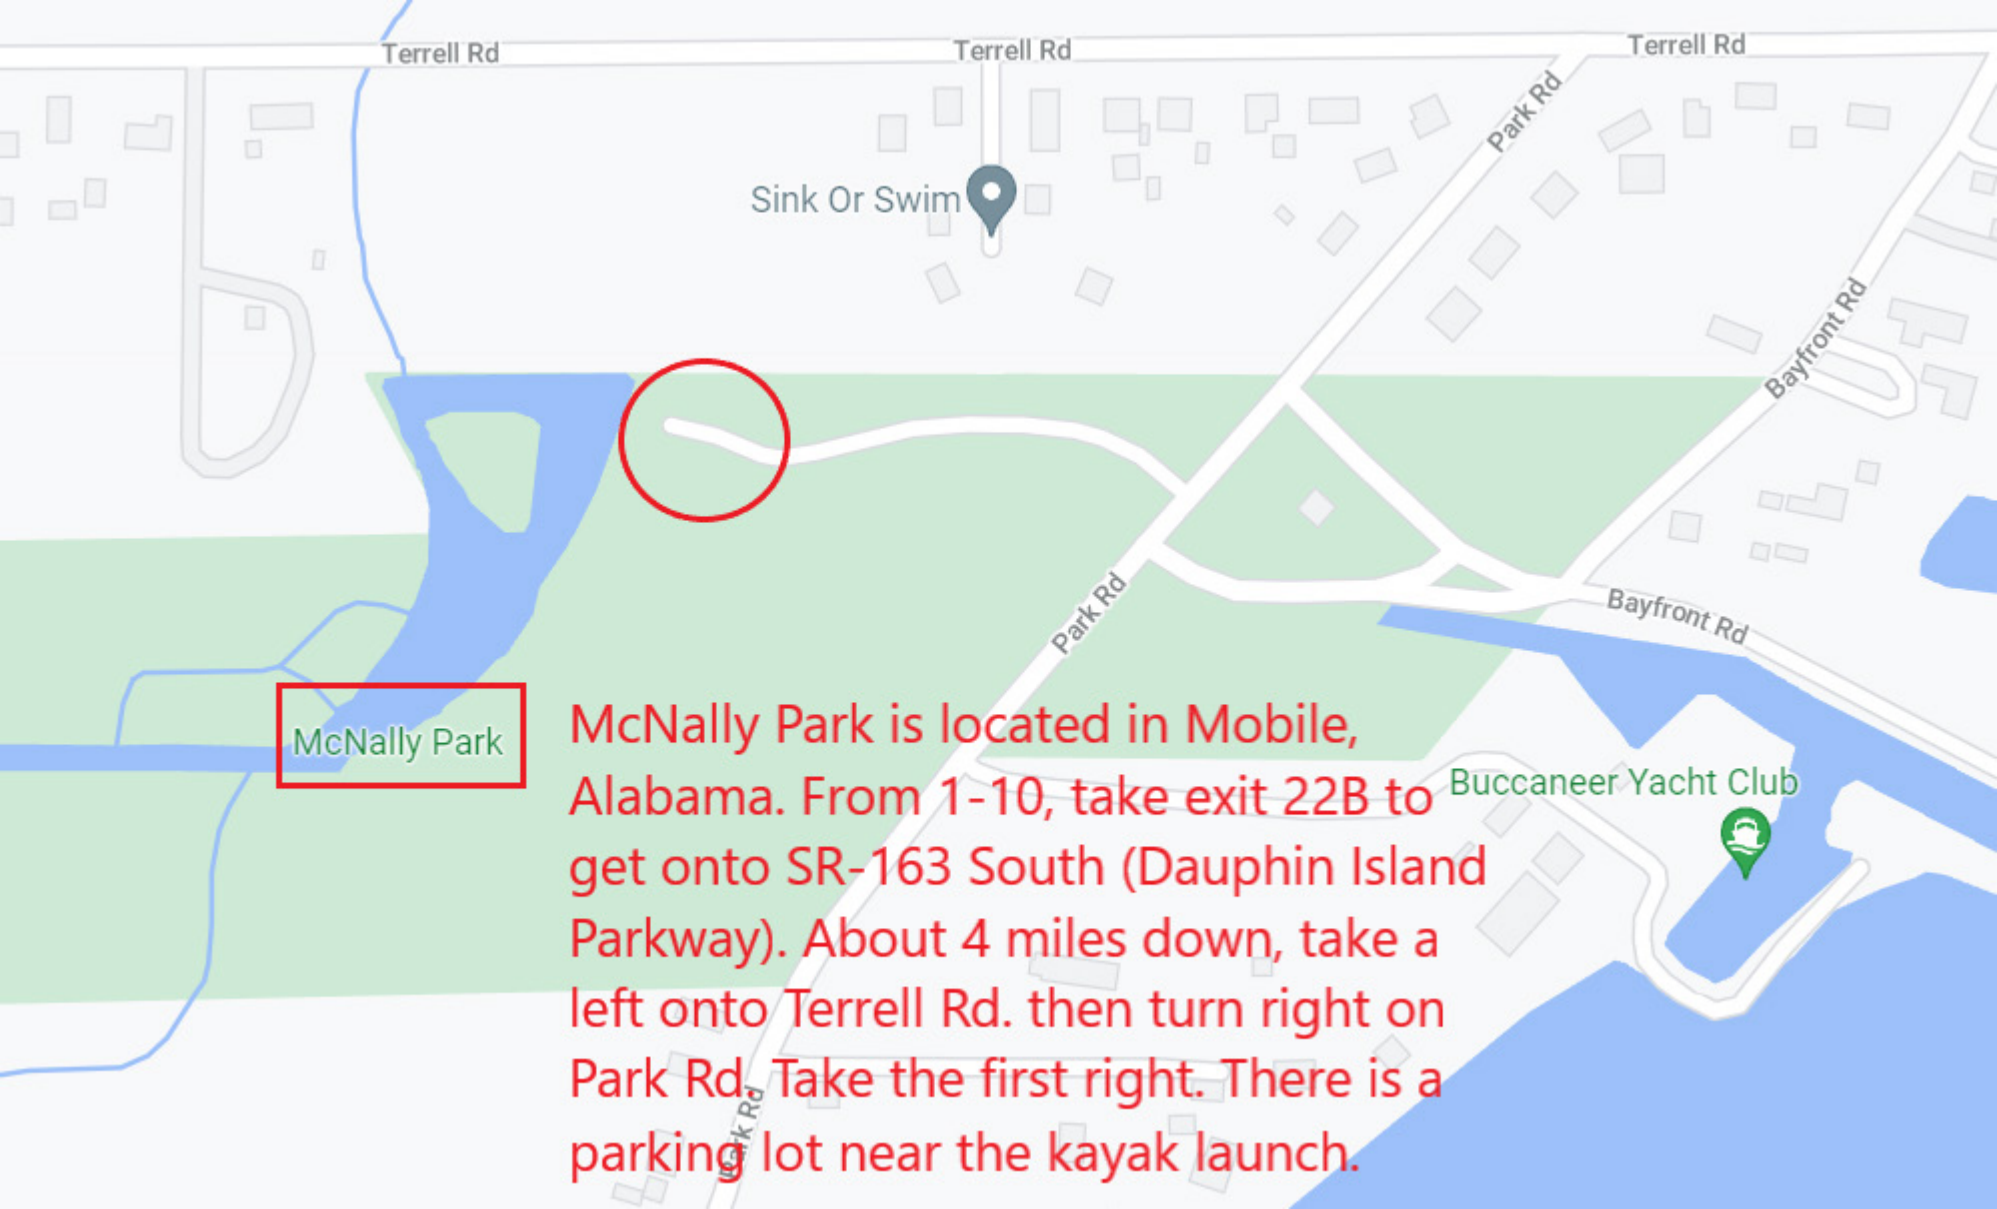 Terrell Rd
Terrell Rd
Terrell Rd
Park Rd
Sink Or Swim
Bayfront Rd
Park Rd
Bayfront Rd
McNally Park
Buccaneer Yacht Club
McNally Park is located in Mobile,
Alabama. From 1-10, take exit 22B to
get onto SR-163 South (Dauphin Island
Parkway). About 4 miles down, take a
left onto Terrell Rd. then turn right on
Park Rd. Take the first right. There is a
parking lot near the kayak launch.
Park Rd